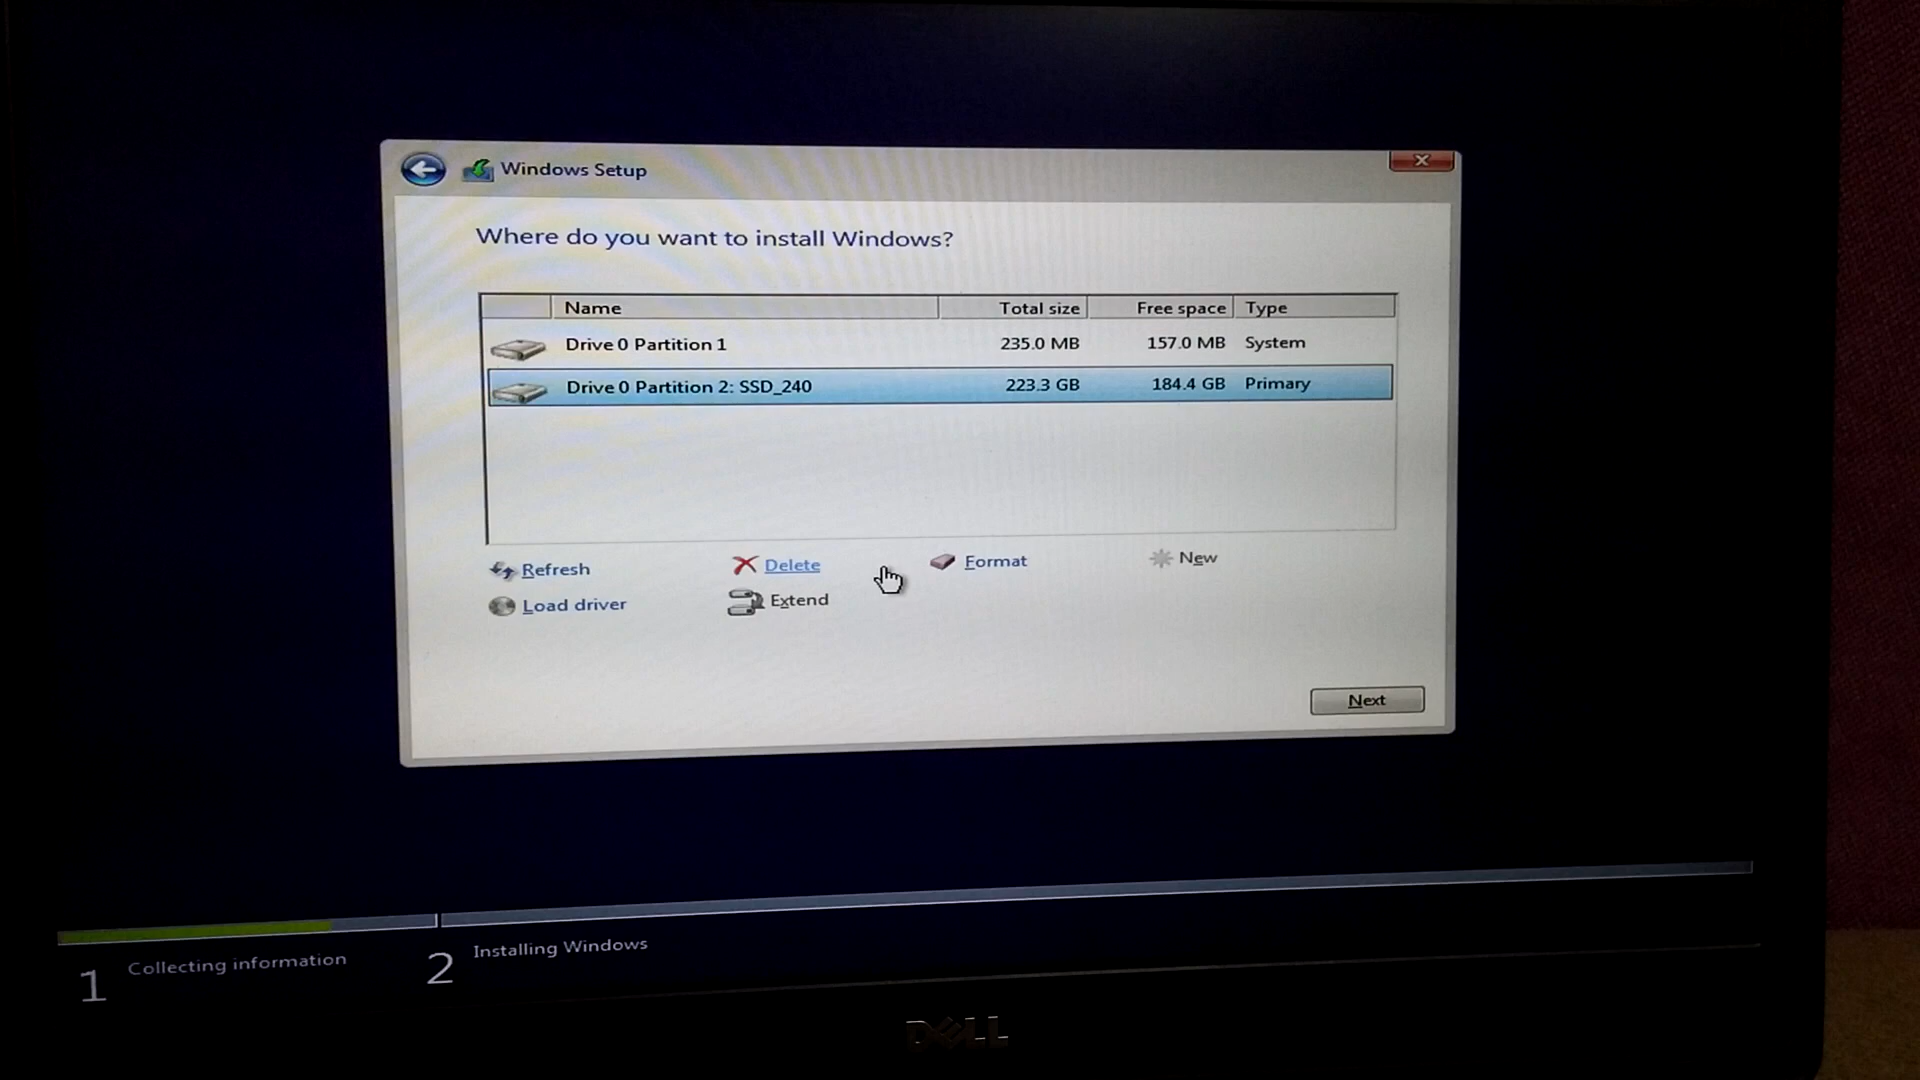 Windows Setup
Where do you want to install Windows?
Name Total size Free space Type
Drive 0 Partition 1 235.0 MB 157.0 MB System
Drive 0 Partition 2: SSD_240 223.3 GB 184.4 GB Primary
Refresh Delete Format New
Load driver Extend
Next
1 Collecting information 2 Installing Windows
DELL